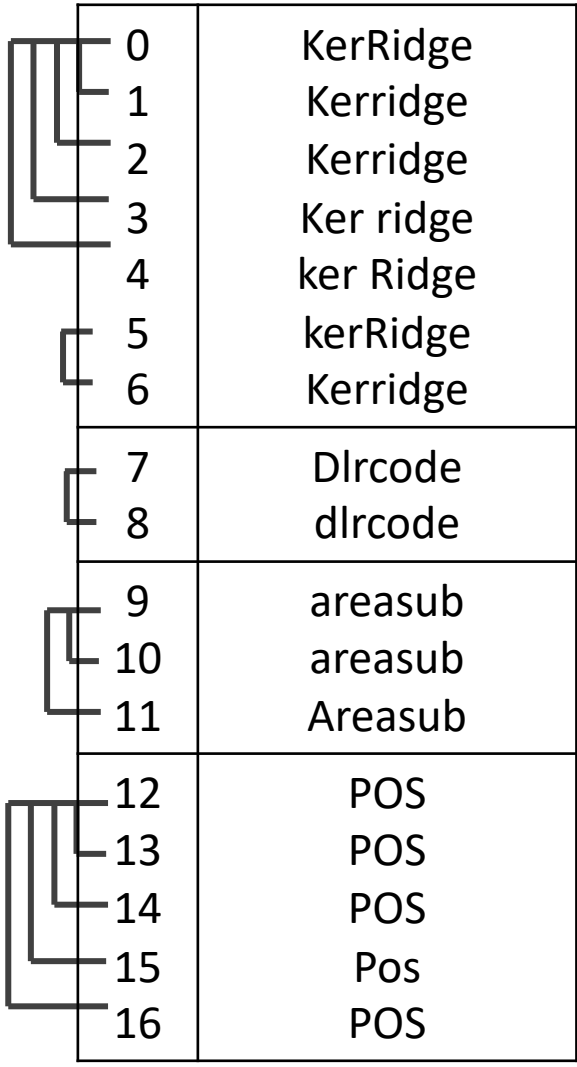 0 KerRidge
1 Kerridge
2 Kerridge
3 Ker ridge
4 ker Ridge
5 kerRidge
6 Kerridge
7 Dlrcode
8 dlrcode
9 areasub
10 areasub
11 Areasub
12 POS
13 POS
14 POS
15 Pos
16 POS